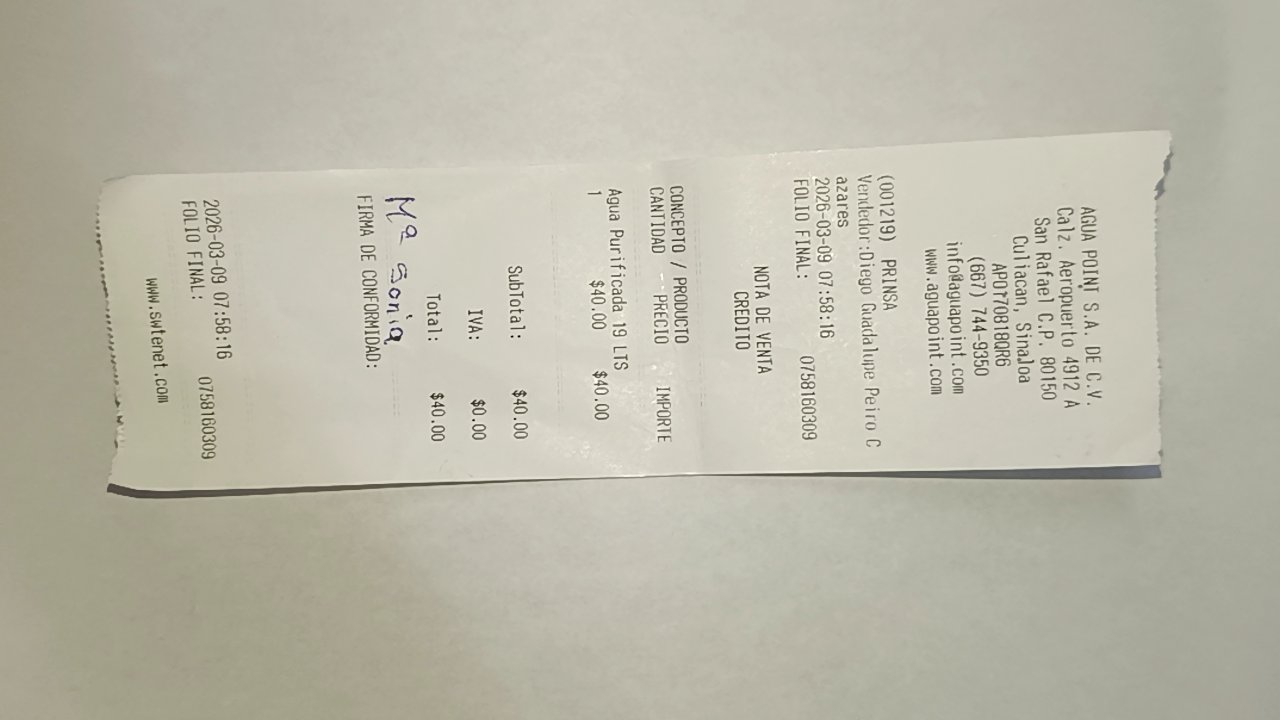 AGUA POINT S.A. DE C.V.
Calz. Aeropuerto 4912 A
San Rafael C.P. 80150
Culiacan, Sinaloa
APO170818QR6
(667) 744-9350
info@aguapoint.com
www.aguapoint.com
(001219) PRINSA
Vendedor:Diego Guadalupe Peiro C
azares
2026-03-09 07:58:16
FOLIO FINAL: 0758160309
NOTA DE VENTA
CREDITO
CONCEPTO / PRODUCTO
CANTIDAD PRECIO IMPORTE
Agua Purificada 19 LTS
1 $40.00 $40.00
SubTotal: $40.00
IVA: $0.00
Total: $40.00
Mª Sonia
FIRMA DE CONFORMIDAD:
2026-03-09 07:58:16
FOLIO FINAL: 0758160309
www.swtenet.com